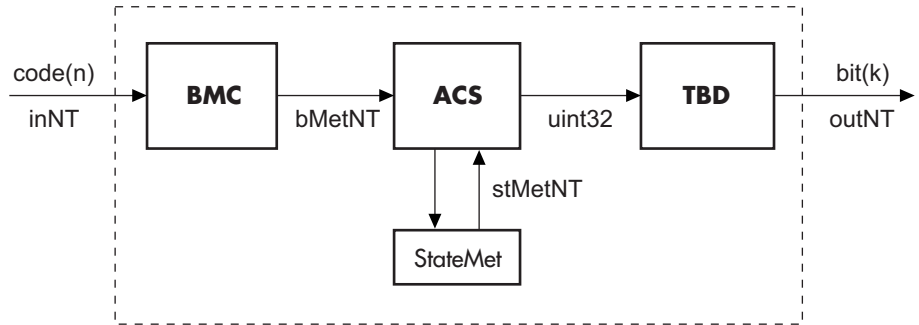 code(n)
inNT
BMC
bMetNT
ACS
uint32
TBD
bit(k)
outNT
stMetNT
StateMet